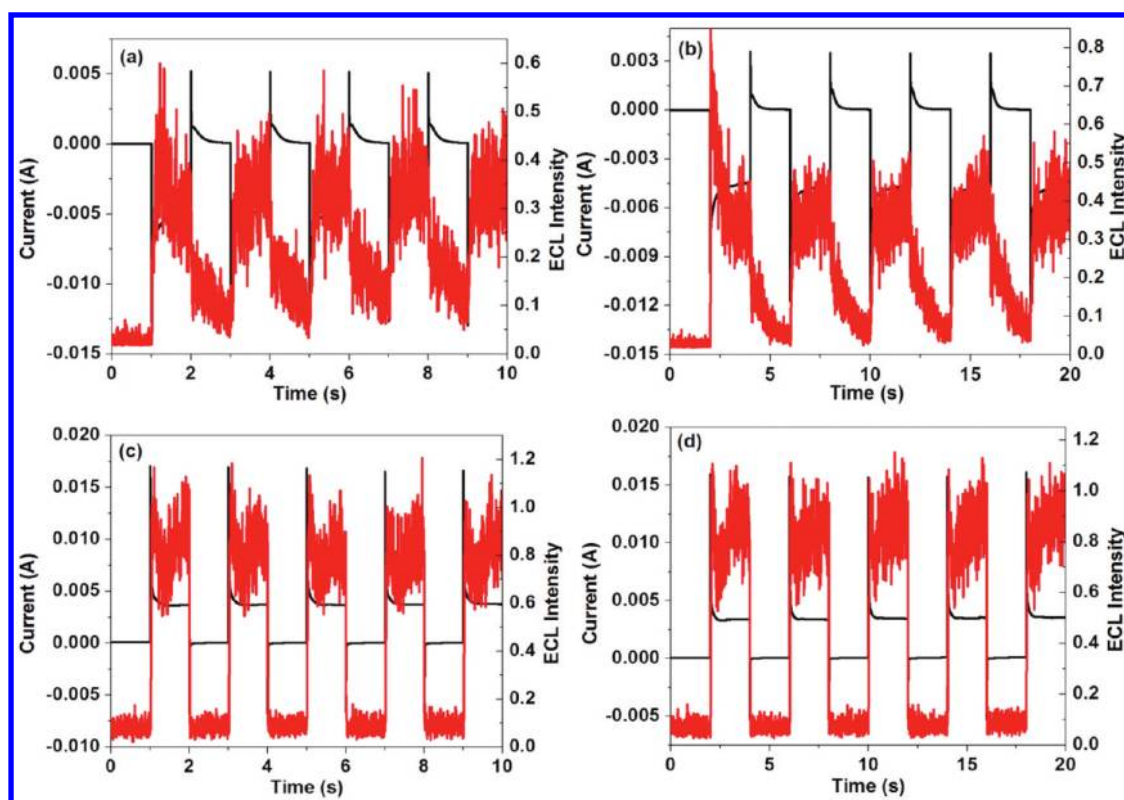 (a)
0.005
0.000
-0.005
-0.010
-0.015
Current (A)
0.6
0.5
0.4
0.3
0.2
0.1
0.0
ECL Intensity
0 2 4 6 8 10
Time (s)
(b)
0.003
0.000
-0.003
-0.006
-0.009
-0.012
-0.015
Current (A)
0.8
0.7
0.6
0.5
0.4
0.3
0.2
0.1
0.0
ECL Intensity
0 5 10 15 20
Time (s)
(c)
0.020
0.015
0.010
0.005
0.000
-0.005
-0.010
Current (A)
1.2
1.0
0.8
0.6
0.4
0.2
0.0
ECL Intensity
0 2 4 6 8 10
Time (s)
(d)
0.020
0.015
0.010
0.005
0.000
-0.005
Current (A)
1.2
1.0
0.8
0.6
0.4
0.2
0.0
ECL Intensity
0 5 10 15 20
Time (s)